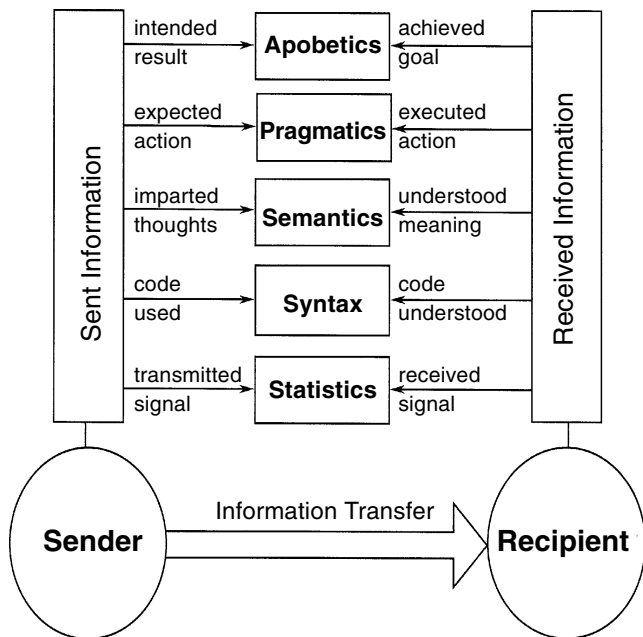 intended
result
Apobetics
achieved
goal
expected
action
Pragmatics
executed
action
imparted
thoughts
Semantics
understood
meaning
code
used
Syntax
code
understood
transmitted
signal
Statistics
received
signal
Sent Information
Received Information
Information Transfer
Sender
Recipient